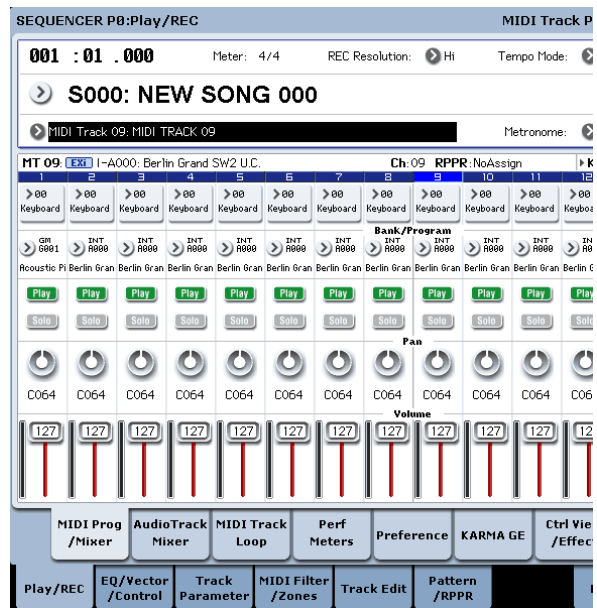 SEQUENCER P0:Play/REC MIDI Track P
001 :01 .000 Meter: 4/4 REC Resolution: Hi Tempo Mode:
S000: NEW SONG 000
MIDI Track 09: MIDI TRACK 09 Metronome:
MT 09: EXi I-A000: Berlin Grand SW2 U.C. Ch:09 RPPR:NoAssign K
1 2 3 4 5 6 7 8 9 10 11 12
>00 >00 >00 >00 >00 >00 >00 >00 >00 >00 >00 >00
Keyboard Keyboard Keyboard Keyboard Keyboard Keyboard Keyboard Keyboard Keyboard Keyboard Keyboard Keyboa
Bank/Program
GM INT INT INT INT INT INT INT INT INT INT INT
G001 A000 A000 A000 A000 A000 A000 A000 A000 A000 A000 A000
Acoustic Pi Berlin Gran Berlin Gran Berlin Gran Berlin Gran Berlin Gran Berlin Gran Berlin Gran Berlin Gran Berlin Gran Berlin Gran Berlin G
Play Play Play Play Play Play Play Play Play Play Play Play
Solo Solo Solo Solo Solo Solo Solo Solo Solo Solo Solo Solo
Pan
C064 C064 C064 C064 C064 C064 C064 C064 C064 C064 C064 C06
Volume
127 127 127 127 127 127 127 127 127 127 127 12
MIDI Prog AudioTrack MIDI Track Perf Preference KARMA GE Ctrl Vie
/Mixer Mixer Loop Meters /Effec
Play/REC EQ/Vector Track MIDI Filter Track Edit Pattern
/Control Parameter /Zones /RPPR